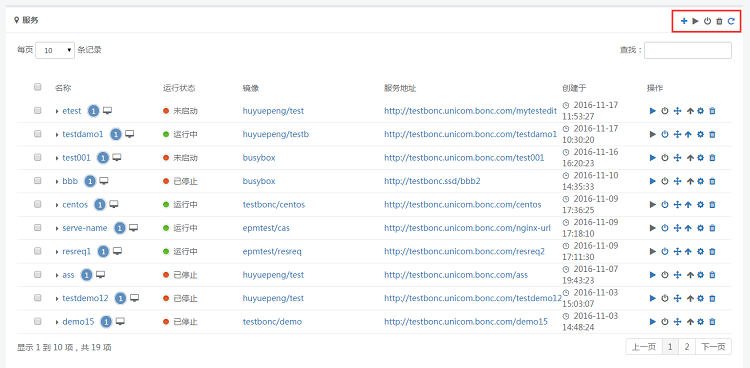 服务
每页 10 条记录 查找：
名称 运行状态 镜像 服务地址 创建于 操作
etest 1 未启动 huyuepeng/test http://testbonc.unicom.bonc.com/mytestedit 2016-11-17
11:53:27
testdamo1 1 运行中 huyuepeng/testb http://testbonc.unicom.bonc.com/testdamo1 2016-11-17
10:30:20
test001 1 未启动 busybox http://testbonc.unicom.bonc.com/test001 2016-11-16
16:20:23
bbb 1 已停止 busybox http://testbonc.ssd/bbb2 2016-11-10
14:35:33
centos 1 运行中 testbonc/centos http://testbonc.unicom.bonc.com/centos 2016-11-09
17:36:25
serve-name 1 运行中 epmtest/cas http://testbonc.unicom.bonc.com/nginx-url 2016-11-09
17:18:10
resreq1 1 运行中 epmtest/resreq http://testbonc.unicom.bonc.com/resreq2 2016-11-09
17:11:30
ass 1 已停止 huyuepeng/test http://testbonc.unicom.bonc.com/ass 2016-11-07
19:43:23
testdemo12 1 已停止 huyuepeng/test http://testbonc.unicom.bonc.com/testdemo12 2016-11-03
15:03:07
demo15 1 已停止 testbonc/demo http://testbonc.unicom.bonc.com/demo15 2016-11-03
14:48:24
显示 1 到 10 项，共 19 项 上一页 1 2 下一页